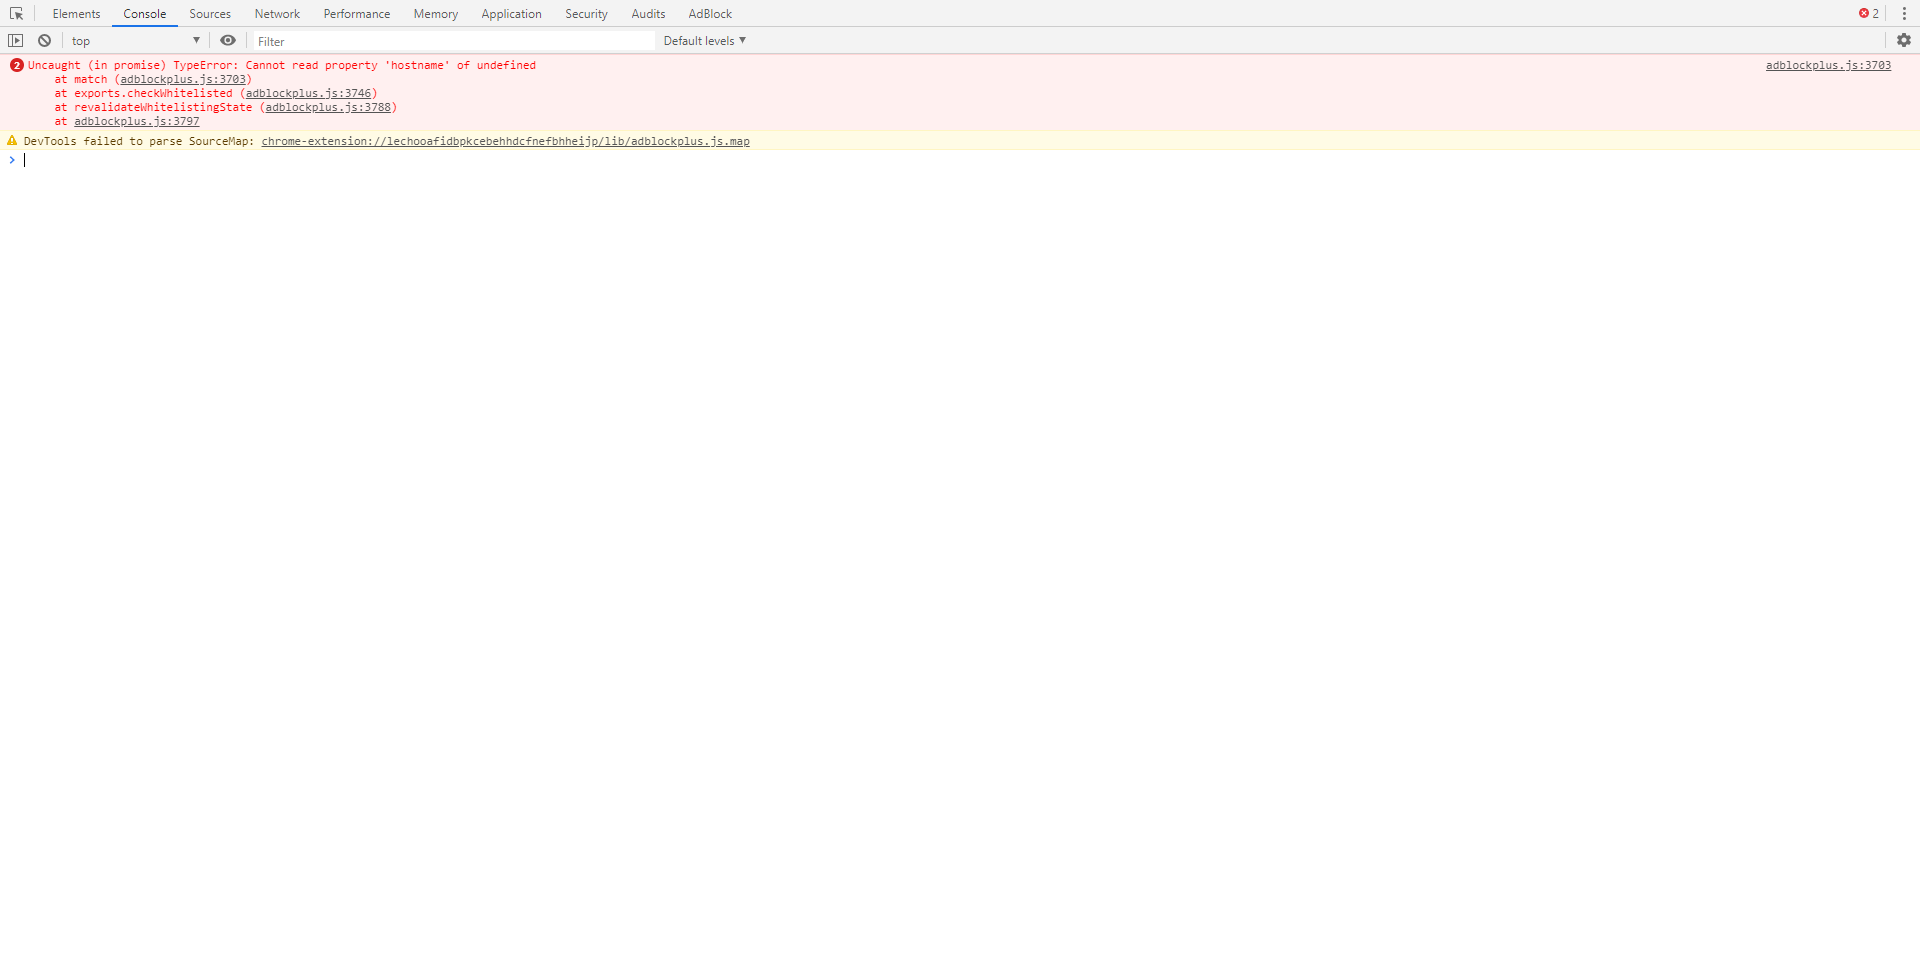 Elements Console Sources Network Performance Memory Application Security Audits AdBlock 2
top Filter Default levels
2 Uncaught (in promise) TypeError: Cannot read property 'hostname' of undefined adblockplus.js:3703
at match (adblockplus.js:3703)
at exports.checkWhitelisted (adblockplus.js:3746)
at revalidateWhitelistingState (adblockplus.js:3788)
at adblockplus.js:3797
DevTools failed to parse SourceMap: chrome-extension://lechooafidbpkcebehhdcfnefbhheijp/lib/adblockplus.js.map
>